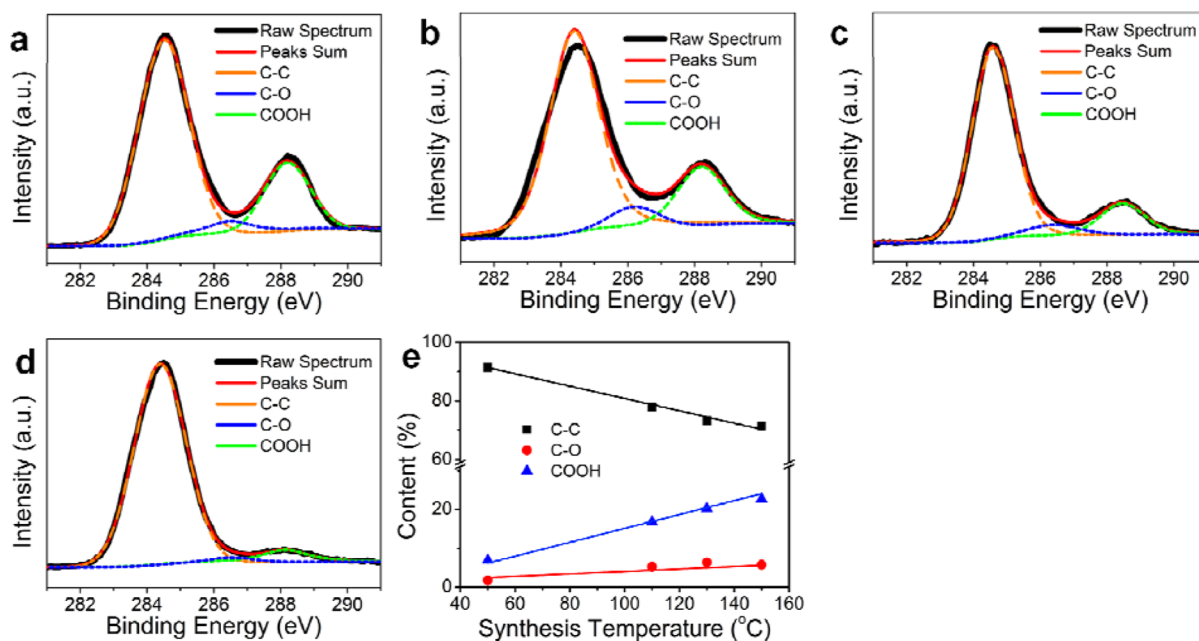 a
Raw Spectrum
Peaks Sum
C-C
C-O
COOH
Intensity (a.u.)
282 284 286 288 290
Binding Energy (eV)
b
Raw Spectrum
Peaks Sum
C-C
C-O
COOH
Intensity (a.u.)
282 284 286 288 290
Binding Energy (eV)
c
Raw Spectrum
Peaks Sum
C-C
C-O
COOH
Intensity (a.u.)
282 284 286 288 290
Binding Energy (eV)
d
Raw Spectrum
Peaks Sum
C-C
C-O
COOH
Intensity (a.u.)
282 284 286 288 290
Binding Energy (eV)
e
100
80
60
20
0
Content (%)
C-C
C-O
COOH
40 60 80 100 120 140 160
Synthesis Temperature (°C)